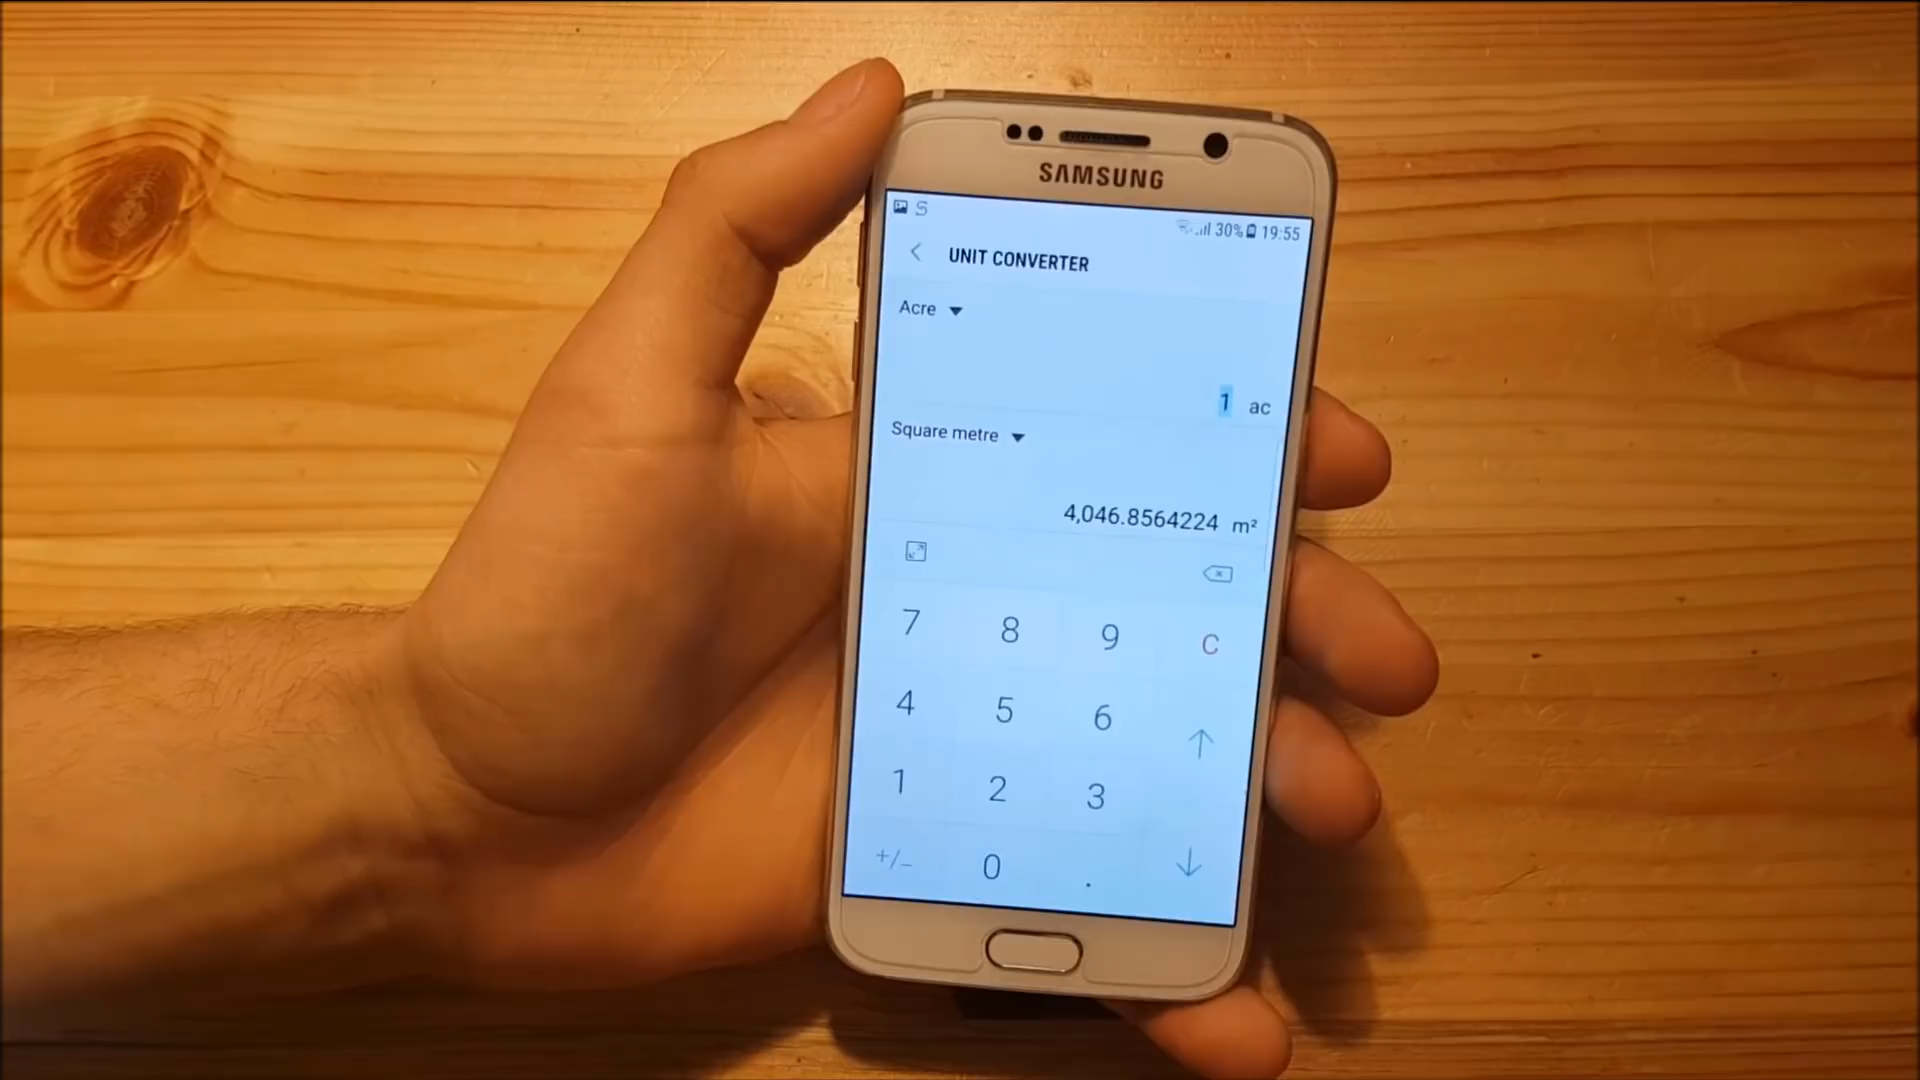 SAMSUNG
S 30% 19:55
UNIT CONVERTER
Acre
1 ac
Square metre
4,046.8564224 m²
7 8 9 C
4 5 6
1 2 3
+/− 0 .